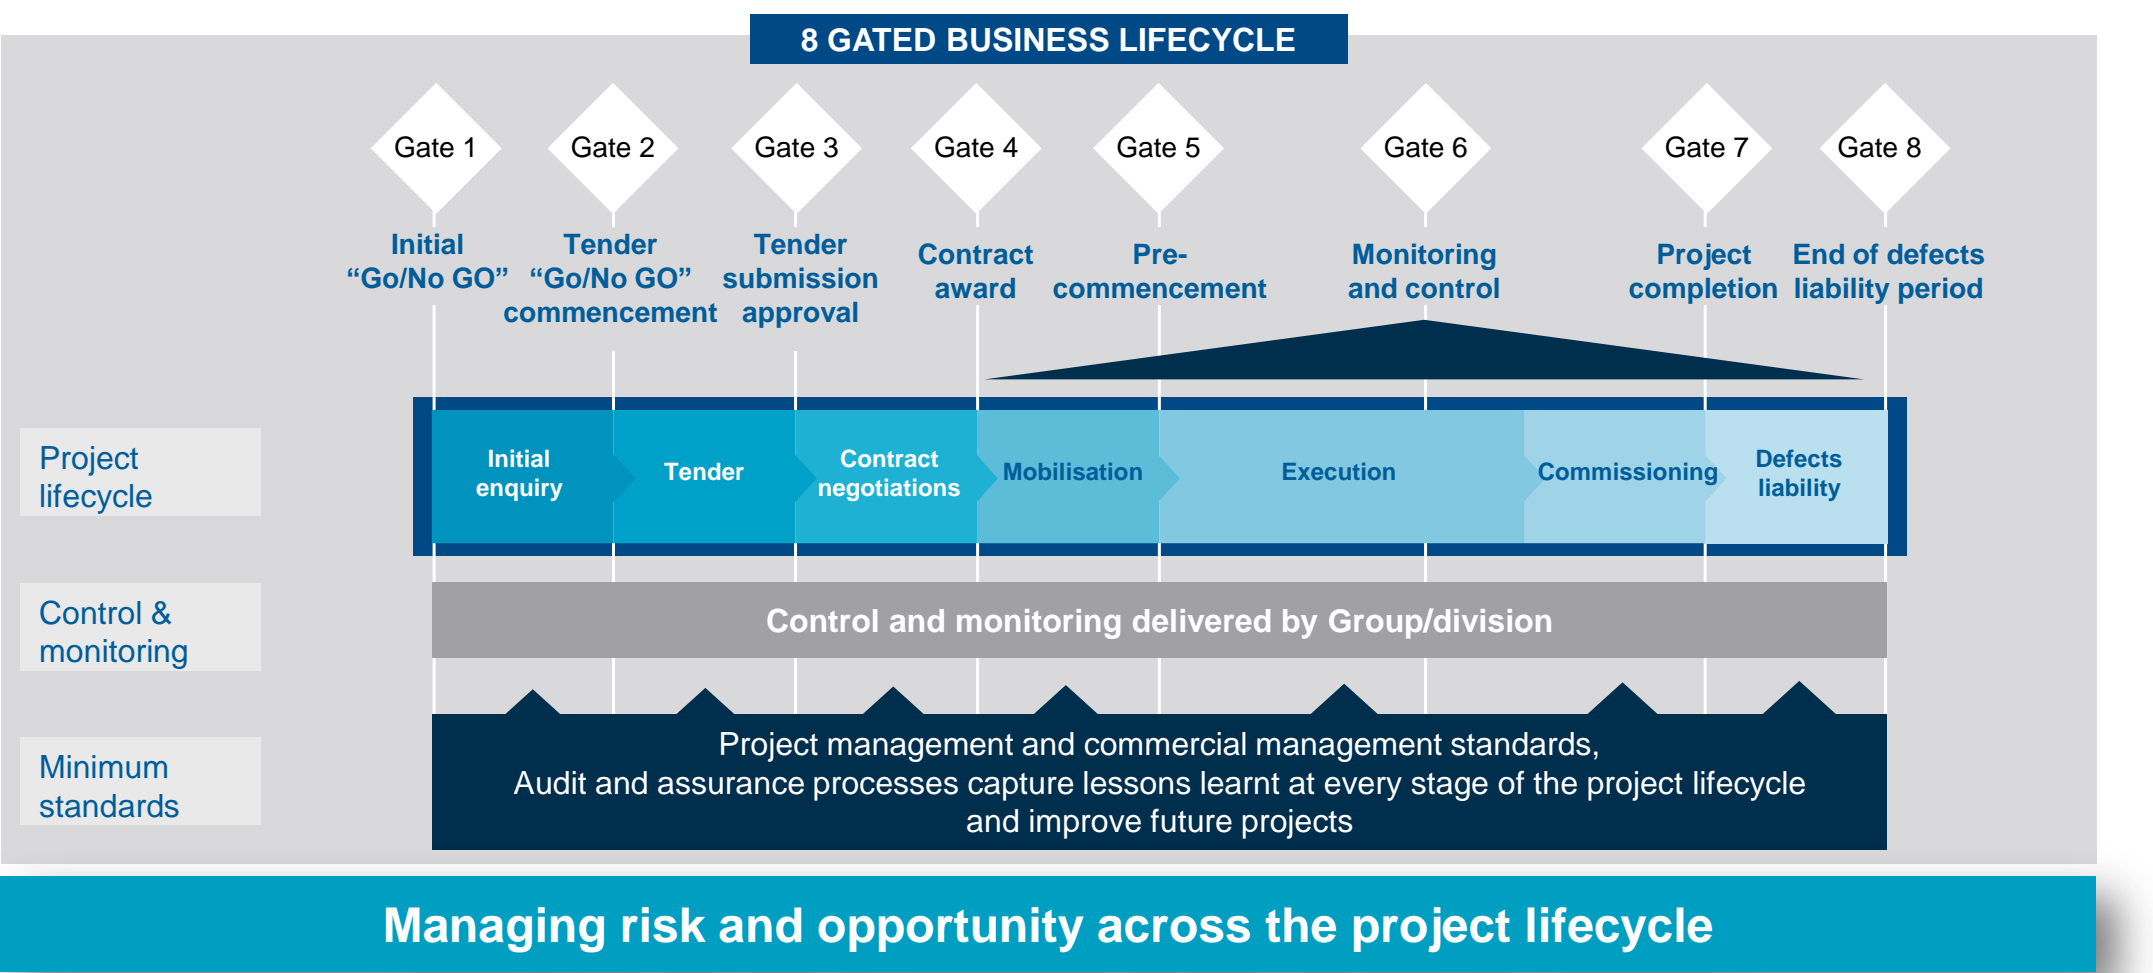 8 GATED BUSINESS LIFECYCLE
Gate 1
Gate 2
Gate 3
Gate 4
Gate 5
Gate 6
Gate 7
Gate 8
Initial
“Go/No GO”
Tender
“Go/No GO”
commencement
Tender
submission
approval
Contract
award
Pre-
commencement
Monitoring
and control
Project
completion
End of defects
liability period
Project
lifecycle
Initial
enquiry
Tender
Contract
negotiations
Mobilisation
Execution
Commissioning
Defects
liability
Control &
monitoring
Control and monitoring delivered by Group/division
Minimum
standards
Project management and commercial management standards,
Audit and assurance processes capture lessons learnt at every stage of the project lifecycle
and improve future projects
Managing risk and opportunity across the project lifecycle